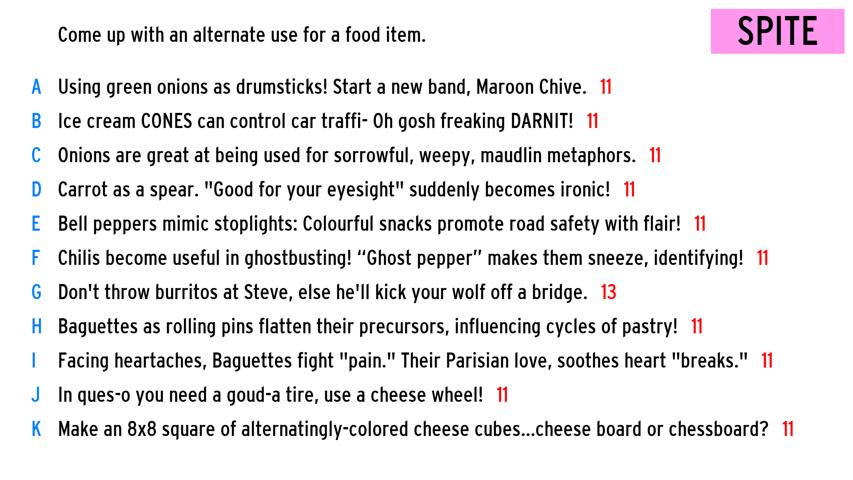 Come up with an alternate use for a food item.
SPITE
A Using green onions as drumsticks! Start a new band, Maroon Chive. 11
B Ice cream CONES can control car traffi- Oh gosh freaking DARNIT! 11
C Onions are great at being used for sorrowful, weepy, maudlin metaphors. 11
D Carrot as a spear. "Good for your eyesight" suddenly becomes ironic! 11
E Bell peppers mimic stoplights: Colourful snacks promote road safety with flair! 11
F Chilis become useful in ghostbusting! “Ghost pepper” makes them sneeze, identifying! 11
G Don't throw burritos at Steve, else he'll kick your wolf off a bridge. 13
H Baguettes as rolling pins flatten their precursors, influencing cycles of pastry! 11
I Facing heartaches, Baguettes fight "pain." Their Parisian love, soothes heart "breaks." 11
J In ques-o you need a goud-a tire, use a cheese wheel! 11
K Make an 8x8 square of alternatingly-colored cheese cubes...cheese board or chessboard? 11